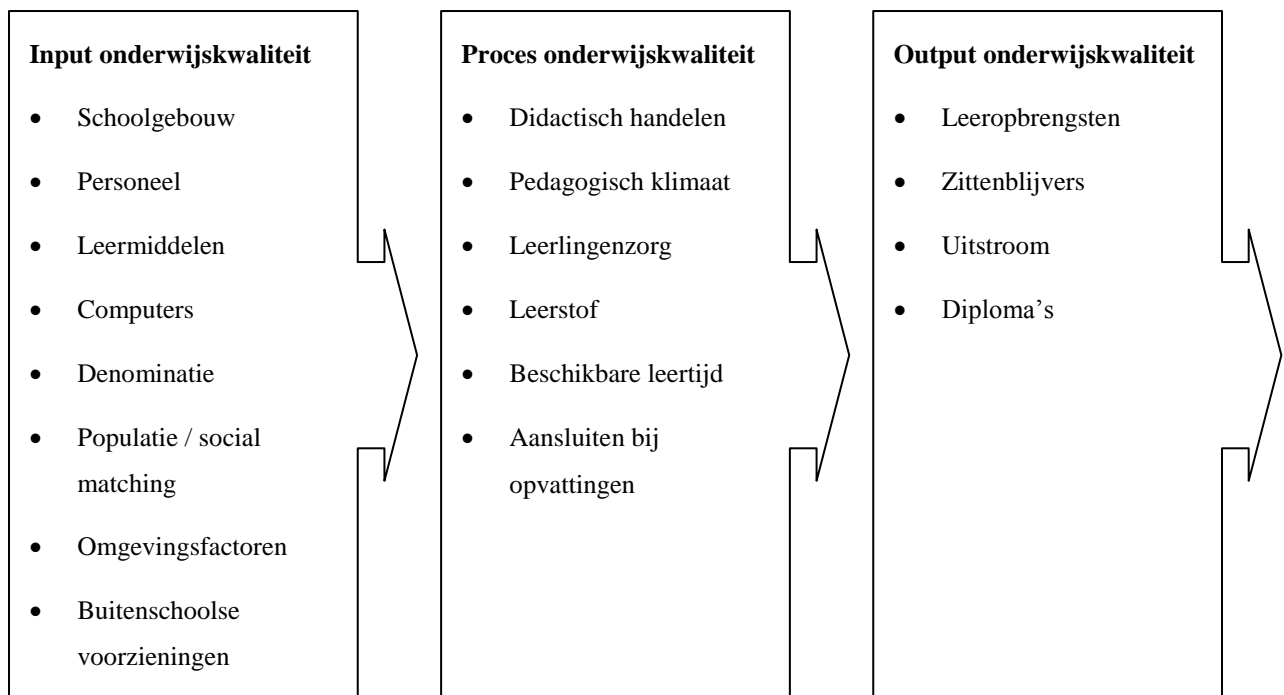 Input onderwijskwaliteit
• Schoolgebouw
• Personeel
• Leermiddelen
• Computers
• Denominatie
• Populatie / social
matching
• Omgevingsfactoren
• Buitenschoolse
voorzieningen
Proces onderwijskwaliteit
• Didactisch handelen
• Pedagogisch klimaat
• Leerlingenzorg
• Leerstof
• Beschikbare leertijd
• Aansluiten bij
opvattingen
Output onderwijskwaliteit
• Leeropbrengsten
• Zittenblijvers
• Uitstroom
• Diploma’s